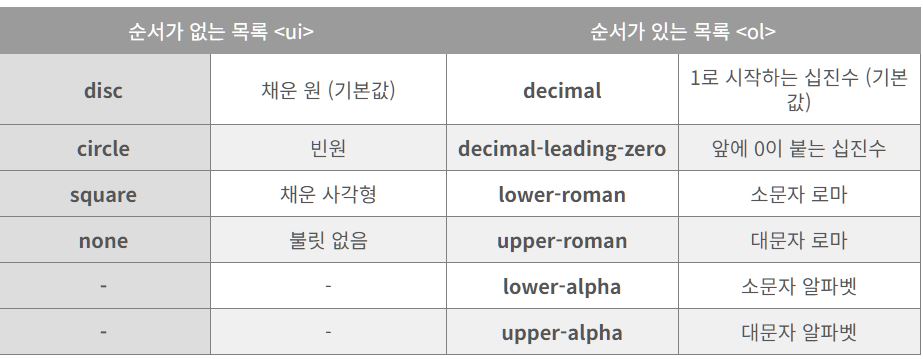 순서가 없는 목록 <ui> 순서가 있는 목록 <ol>
disc 채운 원 (기본값) decimal 1로 시작하는 십진수 (기본
값)
circle 빈원 decimal-leading-zero 앞에 0이 붙는 십진수
square 채운 사각형 lower-roman 소문자 로마
none 불릿 없음 upper-roman 대문자 로마
- - lower-alpha 소문자 알파벳
- - upper-alpha 대문자 알파벳